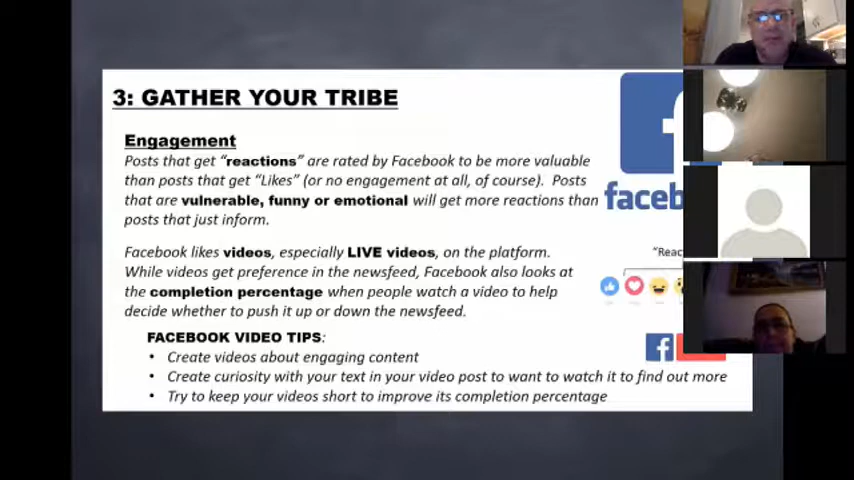 3: GATHER YOUR TRIBE
Engagement
Posts that get “reactions” are rated by Facebook to be more valuable
than posts that get “Likes” (or no engagement at all, of course). Posts
that are vulnerable, funny or emotional will get more reactions than
posts that just inform.
faceb
Facebook likes videos, especially LIVE videos, on the platform.
While videos get preference in the newsfeed, Facebook also looks at
the completion percentage when people watch a video to help
decide whether to push it up or down the newsfeed.
“Reac
FACEBOOK VIDEO TIPS:
• Create videos about engaging content
• Create curiosity with your text in your video post to want to watch it to find out more
• Try to keep your videos short to improve its completion percentage